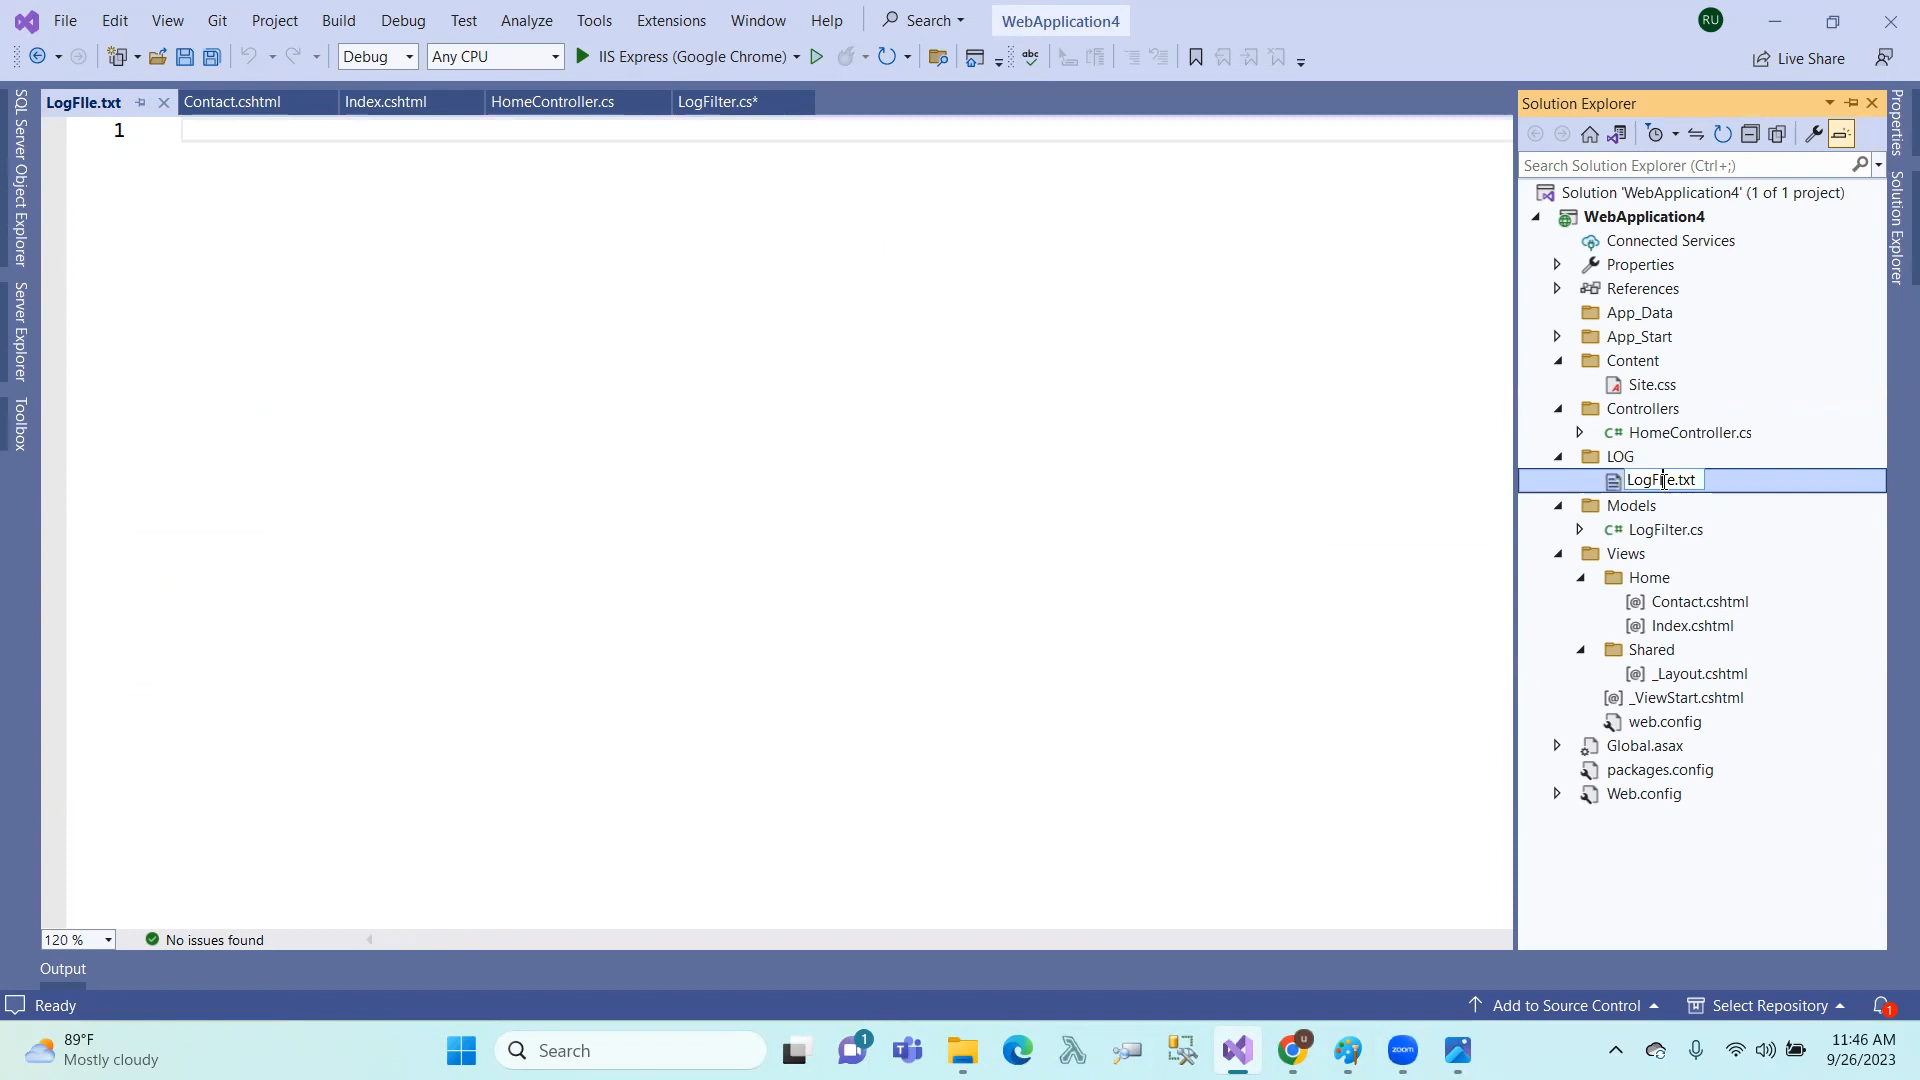 File Edit View Git Project Build Debug Test Analyze Tools Extensions Window Help Search WebApplication4 RU
Debug Any CPU IIS Express (Google Chrome) Live Share
LogFIle.txt Contact.cshtml Index.cshtml HomeController.cs LogFilter.cs*
1
SQL Server Object Explorer
Server Explorer
Toolbox
Solution Explorer
Search Solution Explorer (Ctrl+;)
Solution 'WebApplication4' (1 of 1 project)
WebApplication4
Connected Services
Properties
References
App_Data
App_Start
Content
Site.css
Controllers
HomeController.cs
LOG
Models
LogFilter.cs
Views
Home
Contact.cshtml
Index.cshtml
Shared
_Layout.cshtml
_ViewStart.cshtml
web.config
Global.asax
packages.config
Web.config
Properties
Solution Explorer
120 % No issues found
Output
Ready Add to Source Control Select Repository 1
89°F
Mostly cloudy
Search
1
zoom
11:46 AM
9/26/2023